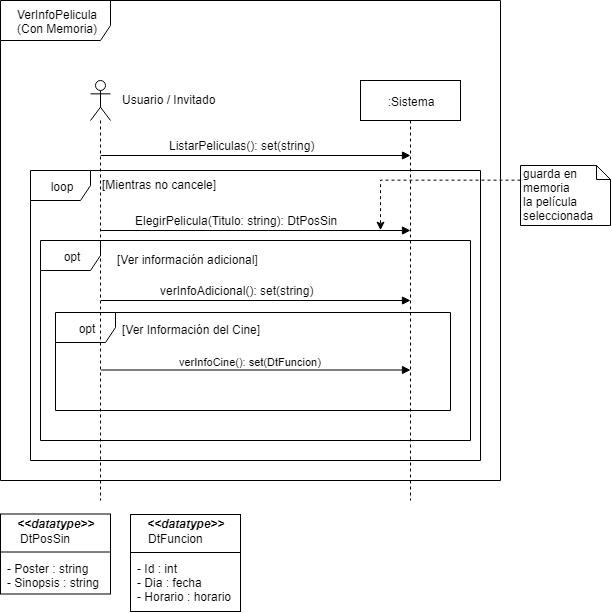 VerInfoPelicula
(Con Memoria)
Usuario / Invitado
:Sistema
ListarPeliculas(): set(string)
guarda en
memoria
la película
seleccionada
loop
[Mientras no cancele]
ElegirPelicula(Titulo: string): DtPosSin
opt
[Ver información adicional]
verInfoAdicional(): set(string)
opt
[Ver Información del Cine]
verInfoCine(): set(DtFuncion)
<<datatype>>
DtPosSin
- Poster : string
- Sinopsis : string
<<datatype>>
DtFuncion
- Id : int
- Dia : fecha
- Horario : horario